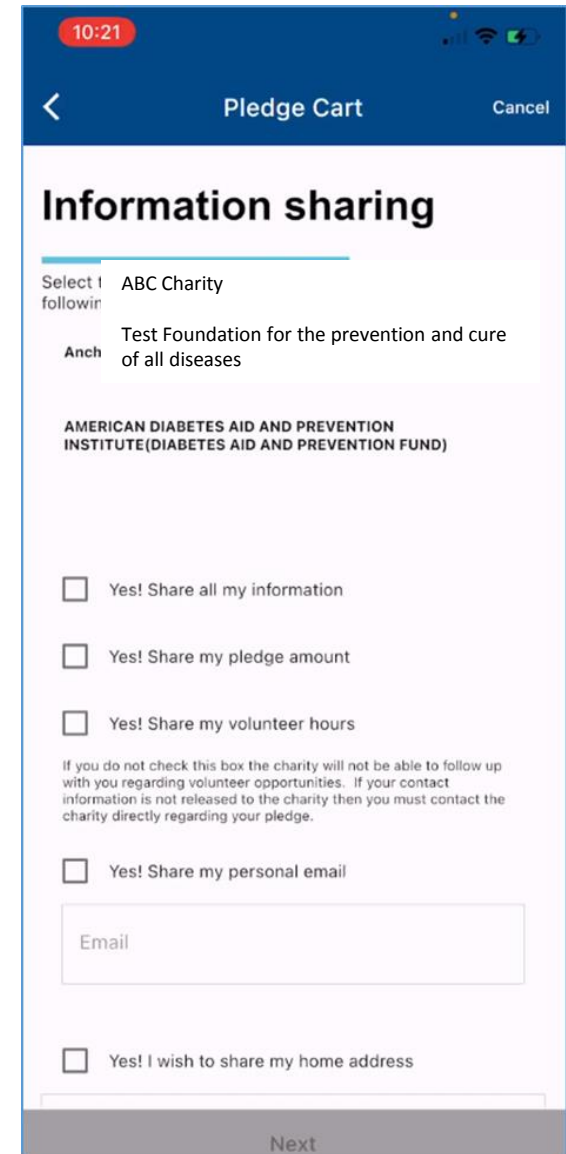 10:21
Pledge Cart
Cancel
Information sharing
Select
followin
ABC Charity
Test Foundation for the prevention and cure
of all diseases
Anch
AMERICAN DIABETES AID AND PREVENTION
INSTITUTE(DIABETES AID AND PREVENTION FUND)
Yes! Share all my information
Yes! Share my pledge amount
Yes! Share my volunteer hours
If you do not check this box the charity will not be able to follow up
with you regarding volunteer opportunities. If your contact
information is not released to the charity then you must contact the
charity directly regarding your pledge.
Yes! Share my personal email
Email
Yes! I wish to share my home address
Next